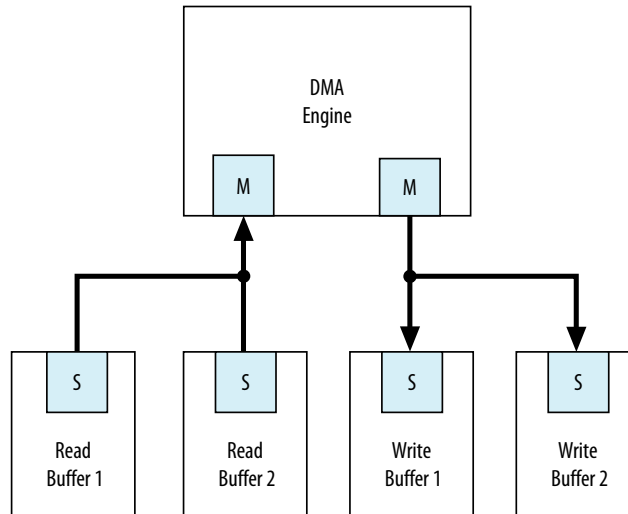 DMA
Engine
M
M
S
S
S
S
Read
Buffer 1
Read
Buffer 2
Write
Buffer 1
Write
Buffer 2